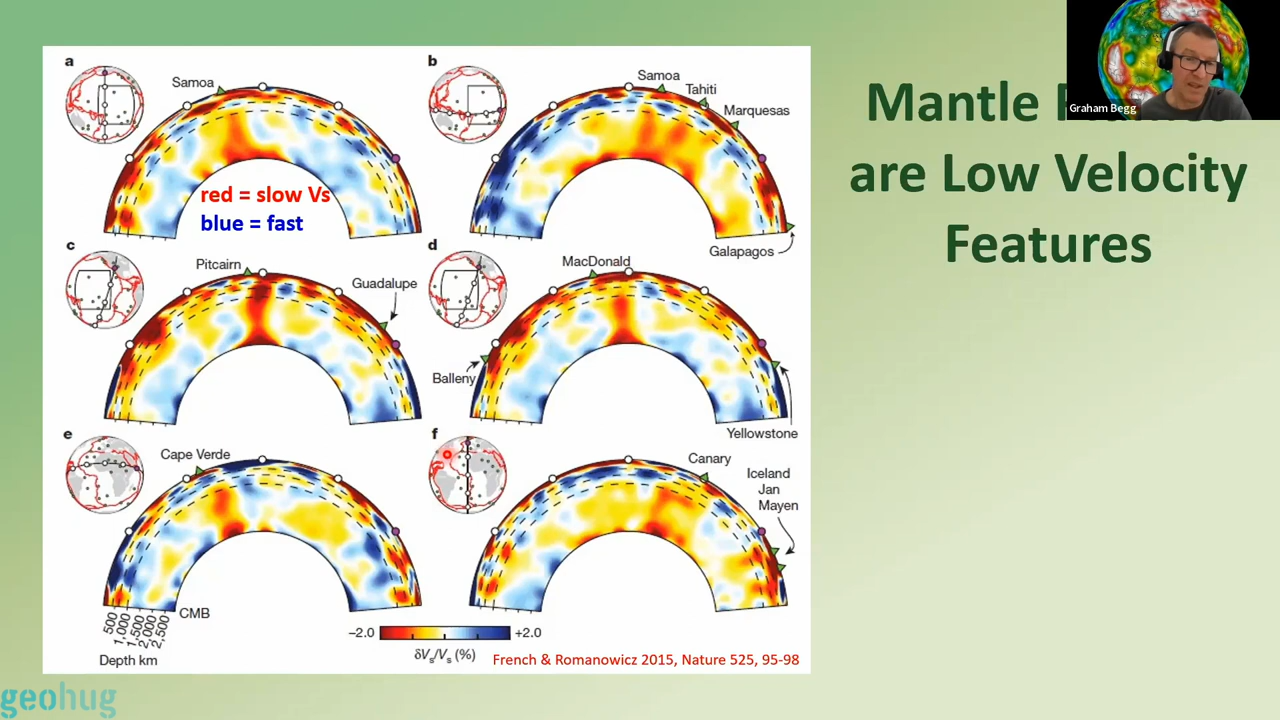 a
Samoa
red = slow Vs
blue = fast
b
Samoa
Tahiti
Marquesas
Galapagos
c
Pitcairn
Guadalupe
d
MacDonald
Balleny
Yellowstone
e
Cape Verde
CMB
500
1,000
1,500
2,000
2,500
Depth km
f
Canary
Iceland
Jan
Mayen
−2.0 +2.0
δVs/Vs (%)
French & Romanowicz 2015, Nature 525, 95-98
Graham Begg
Mantle
are Low Velocity
Features
geohug